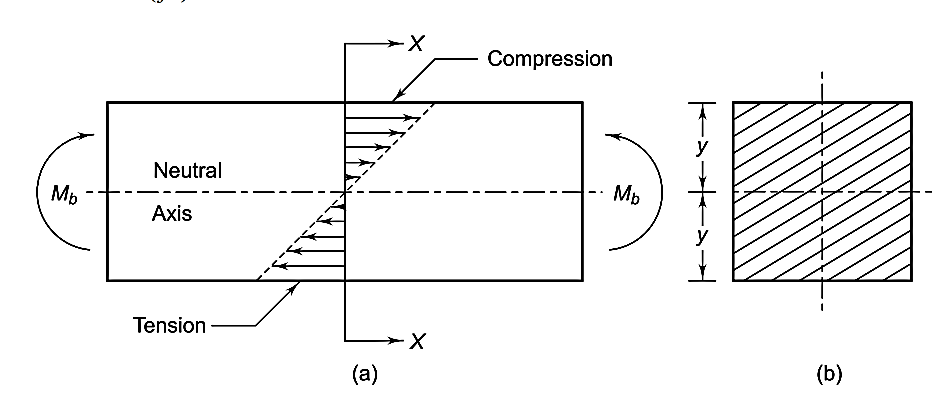 X
Compression
Neutral
M_b
M_b
Axis
y
y
Tension
X
(a)
(b)